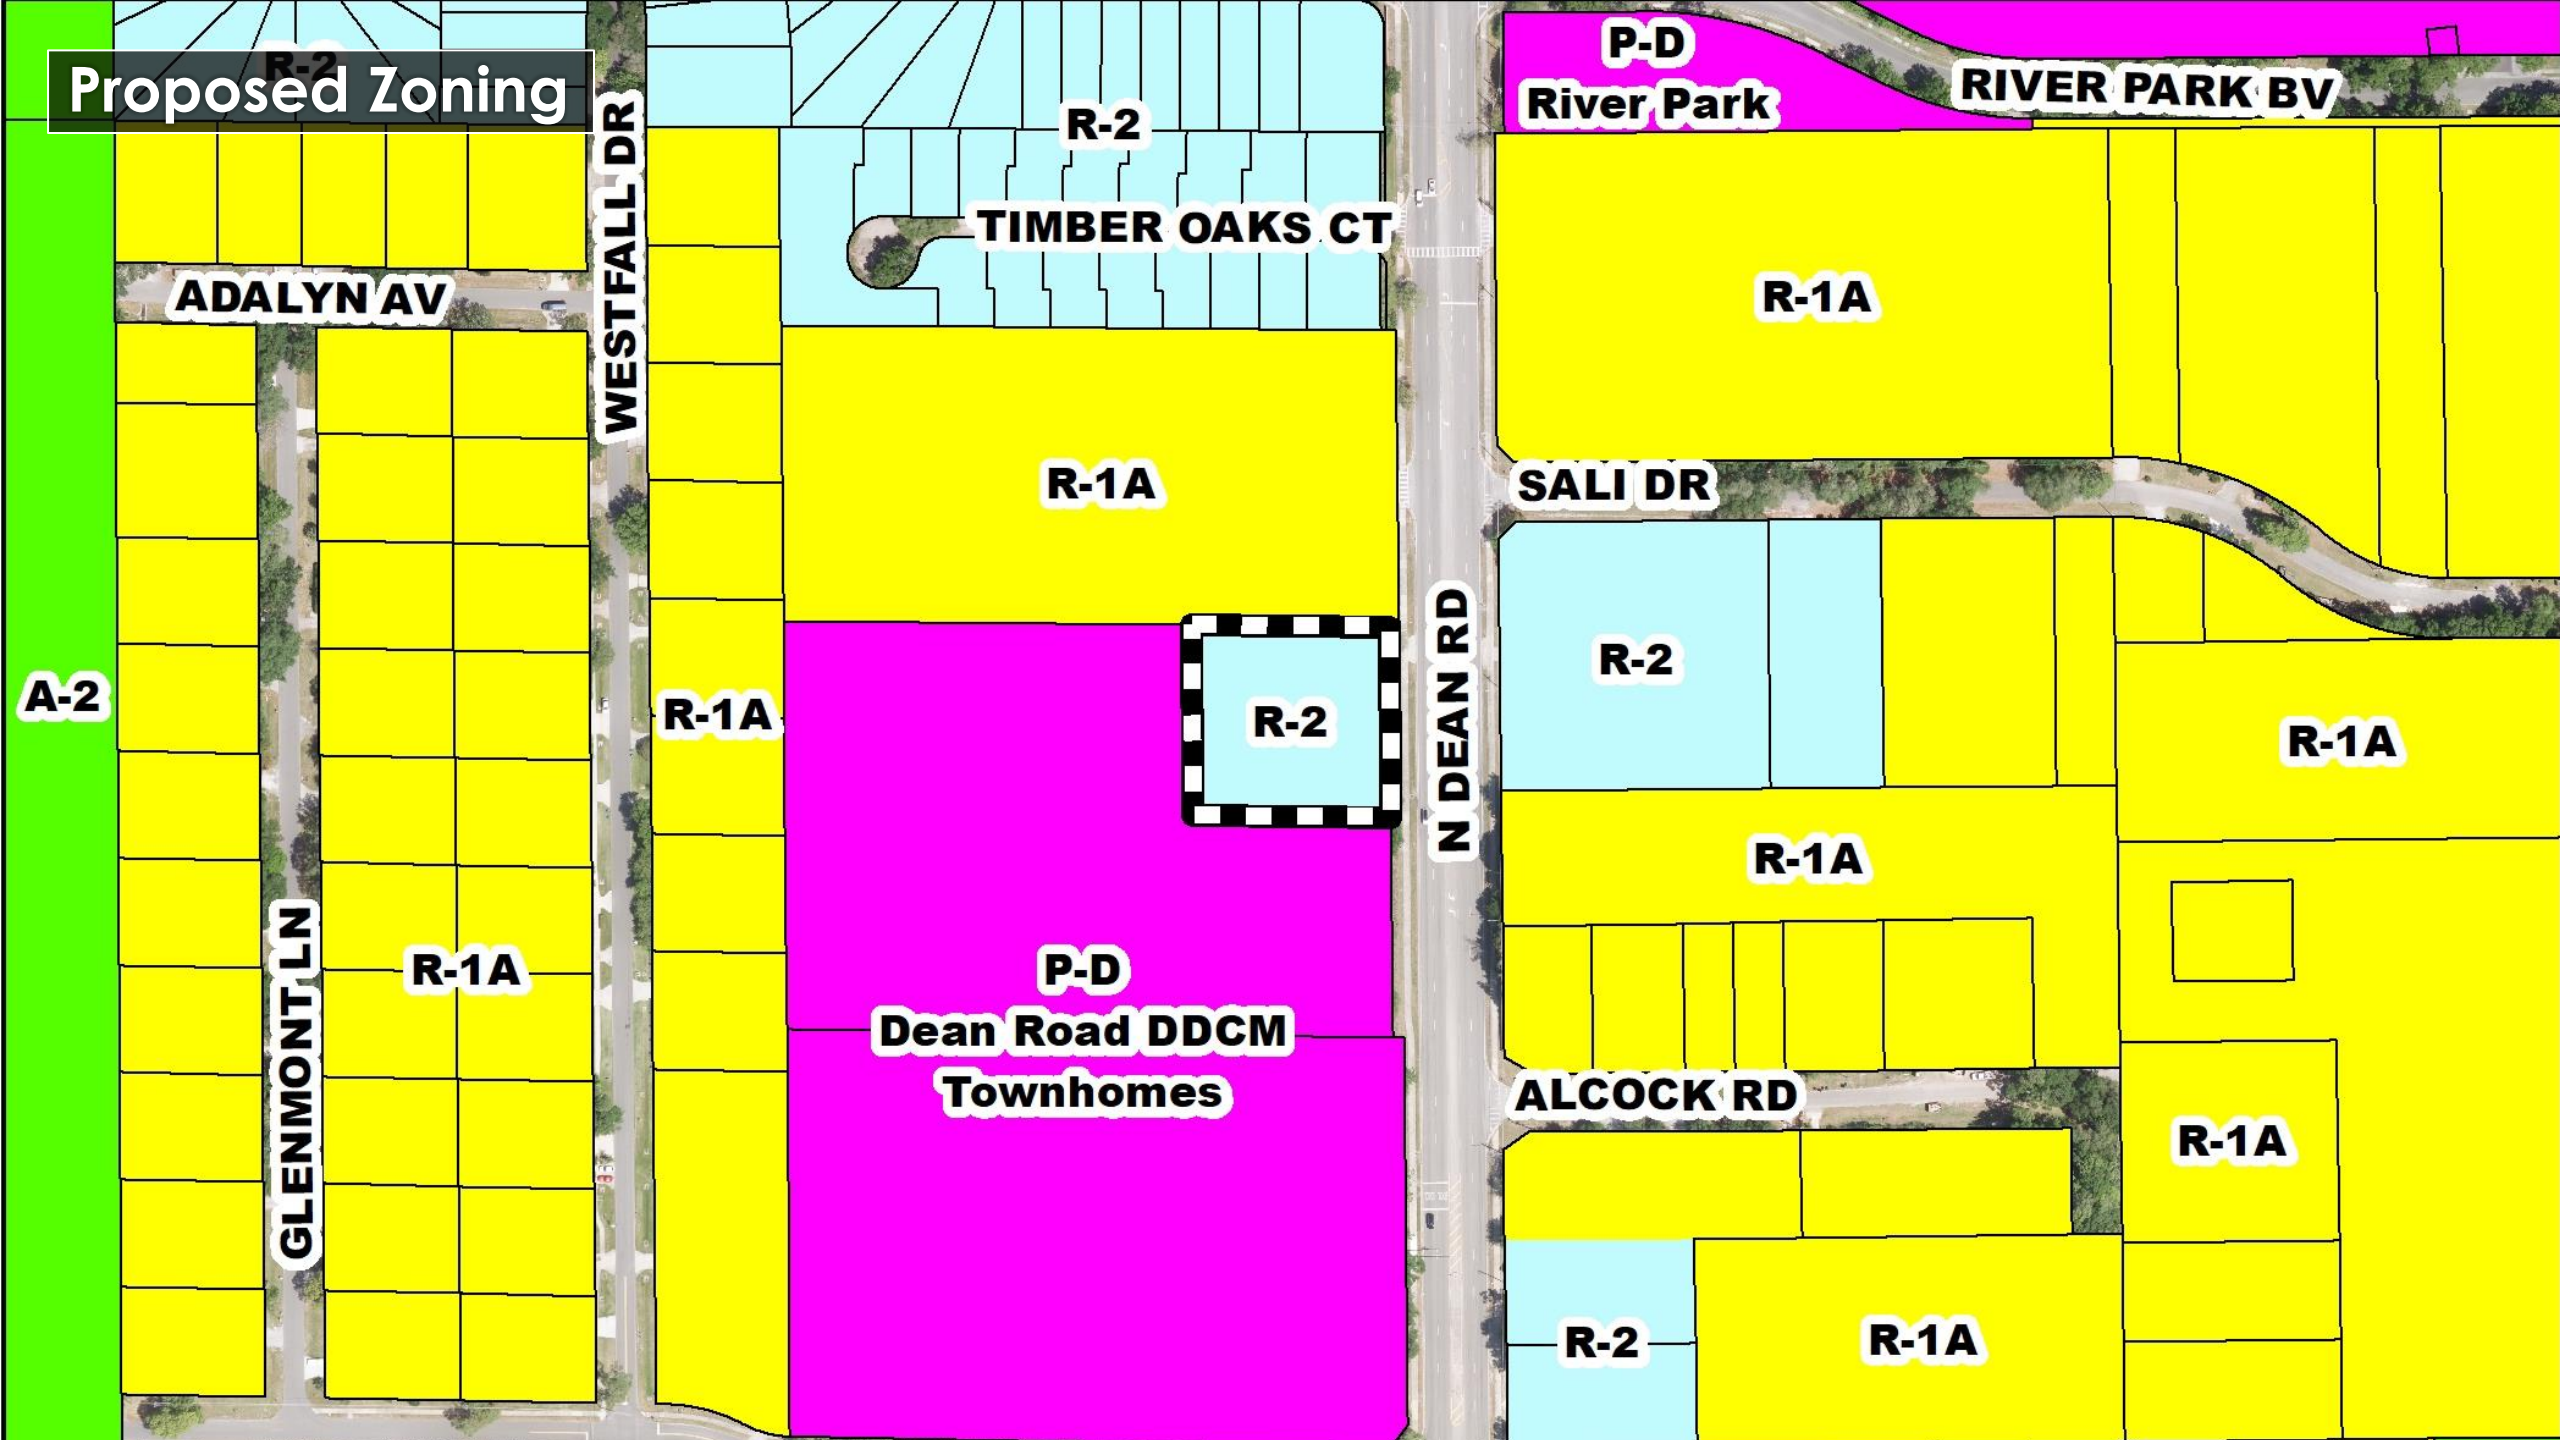 R-2
Proposed Zoning
P-D
River Park
RIVER PARK BV
R-2
WESTFALL DR
TIMBER OAKS CT
ADALYN AV
R-1A
R-1A
SALI DR
A-2
R-1A
R-2
N DEAN RD
R-2
R-1A
R-1A
GLENMONT LN
R-1A
P-D
Dean Road DDCM
Townhomes
ALCOCK RD
R-1A
R-2
R-1A